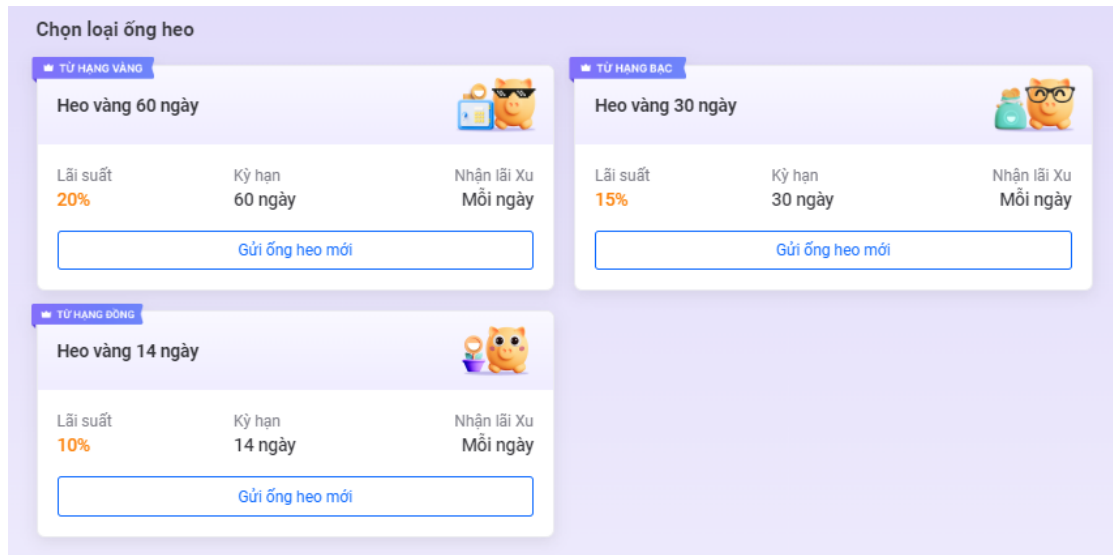 Chọn loại ống heo
TỪ HẠNG VÀNG
Heo vàng 60 ngày
Lãi suất Kỳ hạn Nhận lãi Xu
20% 60 ngày Mỗi ngày
Gửi ống heo mới
TỪ HẠNG BẠC
Heo vàng 30 ngày
Lãi suất Kỳ hạn Nhận lãi Xu
15% 30 ngày Mỗi ngày
Gửi ống heo mới
TỪ HẠNG ĐỒNG
Heo vàng 14 ngày
Lãi suất Kỳ hạn Nhận lãi Xu
10% 14 ngày Mỗi ngày
Gửi ống heo mới